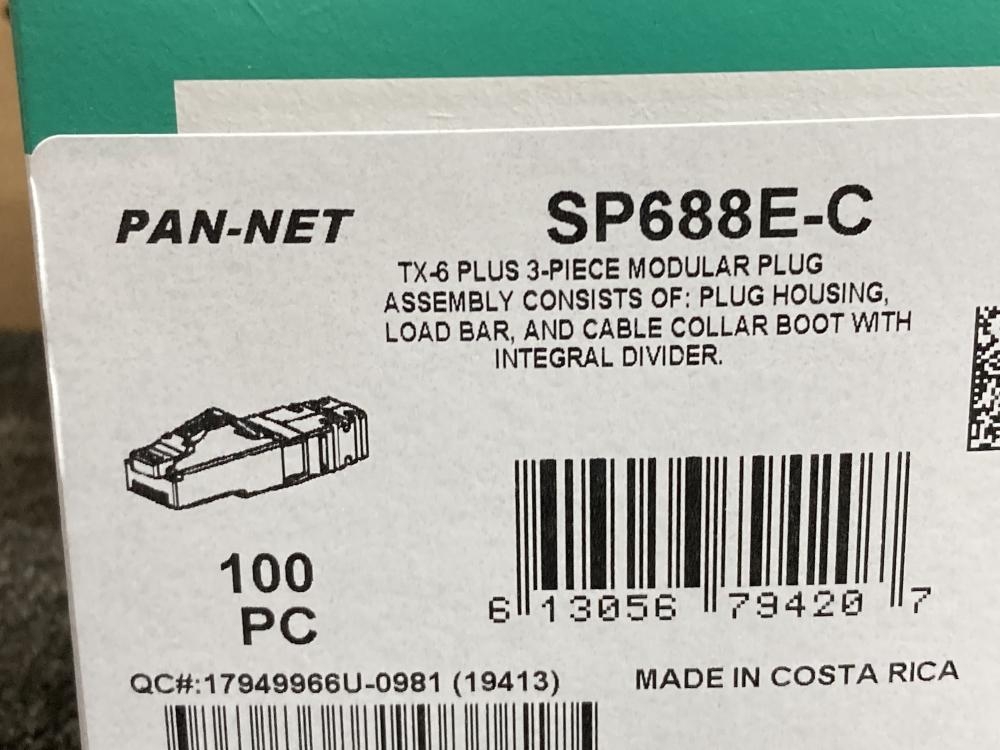 PAN-NET
SP688E-C
TX-6 PLUS 3-PIECE MODULAR PLUG
ASSEMBLY CONSISTS OF: PLUG HOUSING,
LOAD BAR, AND CABLE COLLAR BOOT WITH
INTEGRAL DIVIDER.
100
PC
6 13056 79420 7
QC#:17949966U-0981 (19413)
MADE IN COSTA RICA